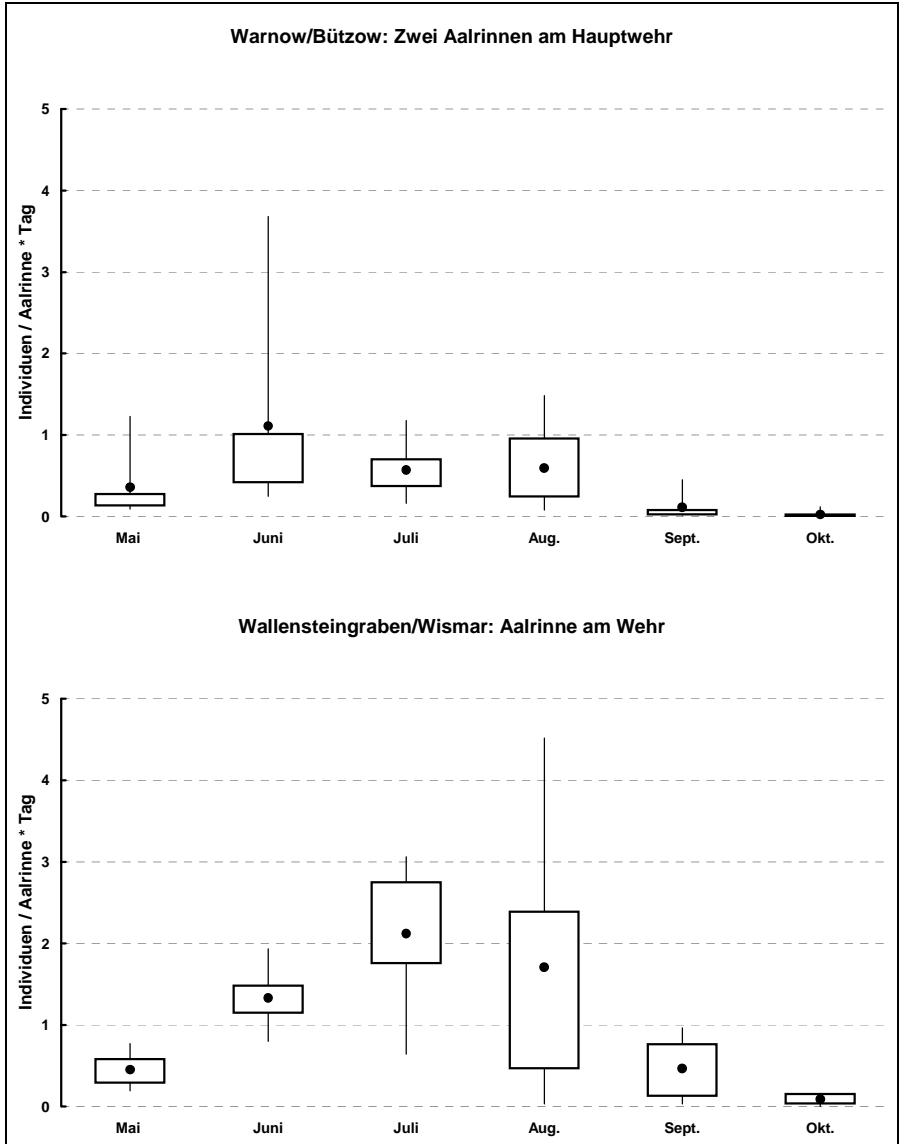 Warnow/Bützow: Zwei Aalrinnen am Hauptwehr
Individuen / Aalrinne * Tag
5
4
3
2
1
0
Mai Juni Juli Aug. Sept. Okt.
Wallensteingraben/Wismar: Aalrinne am Wehr
Individuen / Aalrinne * Tag
5
4
3
2
1
0
Mai Juni Juli Aug. Sept. Okt.